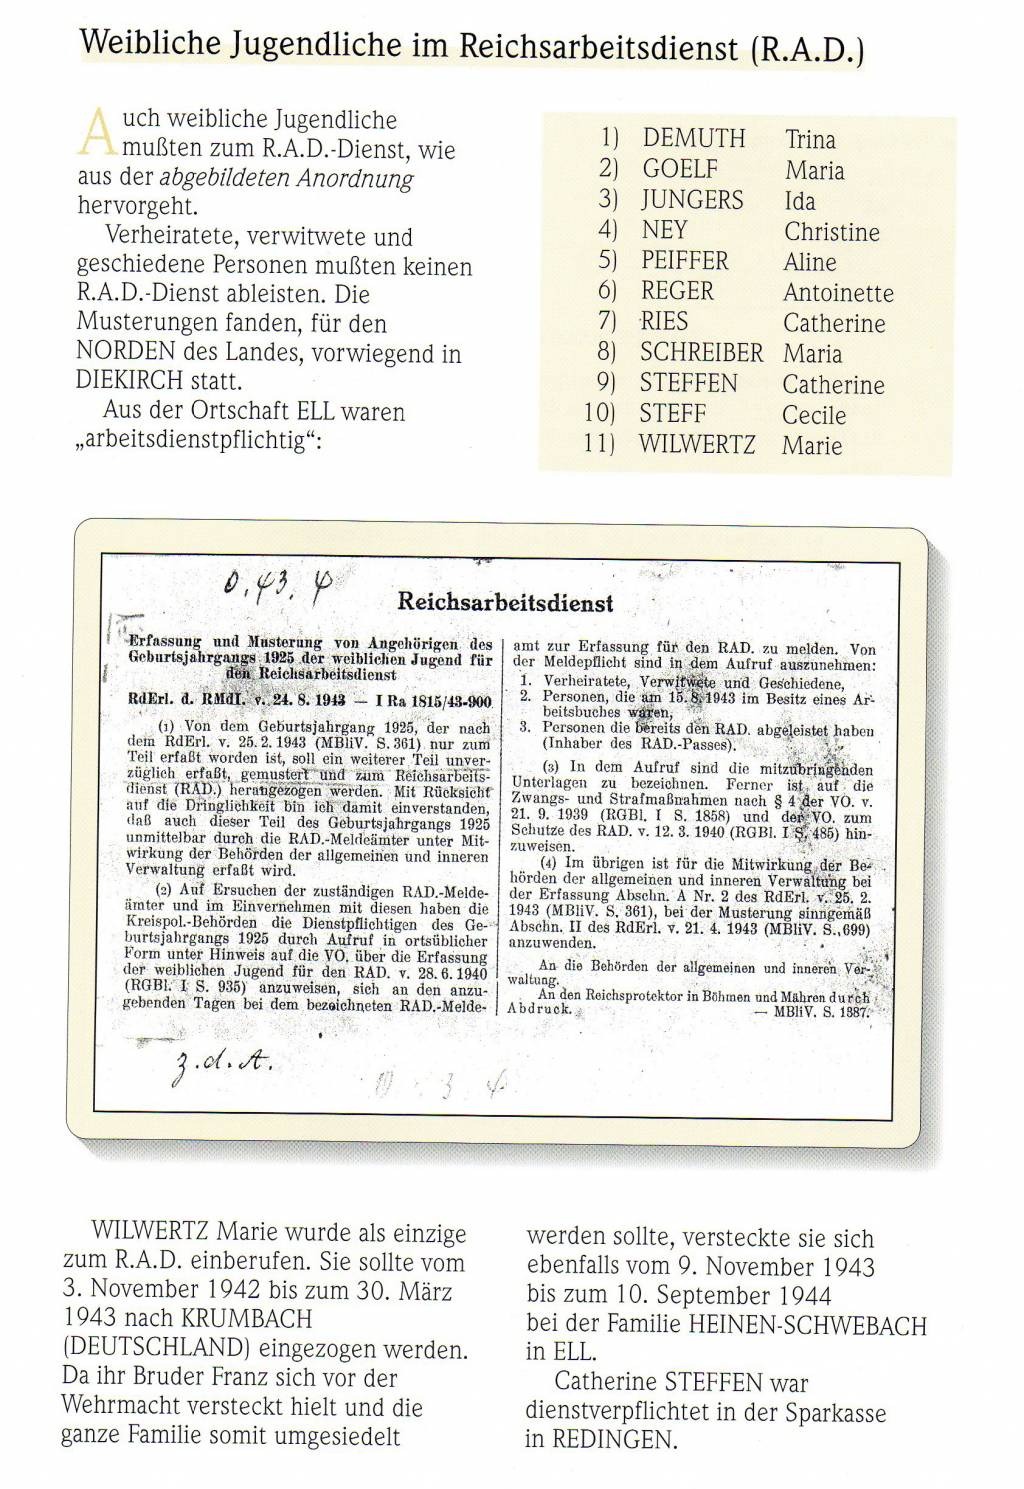 Weibliche Jugendliche im Reichsarbeitsdienst (R.A.D.)
Auch weibliche Jugendliche
mußten zum R.A.D.-Dienst, wie
aus der abgebildeten Anordnung
hervorgeht.
Verheiratete, verwitwete und
geschiedene Personen mußten keinen
R.A.D.-Dienst ableisten. Die
Musterungen fanden, für den
NORDEN des Landes, vorwiegend in
DIEKIRCH statt.
Aus der Ortschaft ELL waren
„arbeitsdienstpflichtig“:
1) DEMUTH Trina
2) GOELF Maria
3) JUNGERS Ida
4) NEY Christine
5) PEIFFER Aline
6) REGER Antoinette
7) RIES Catherine
8) SCHREIBER Maria
9) STEFFEN Catherine
10) STEFF Cecile
11) WILWERTZ Marie
Reichsarbeitsdienst
Erfassung und Musterung von Angehörigen des
Geburtsjahrgangs 1925 der weiblichen Jugend für
den Reichsarbeitsdienst
RdErl. d. RMdI. v. 24. 8. 1943 — I Ra 1815/43-900
(1) Von dem Geburtsjahrgang 1925, der nach
dem RdErl. v. 25. 2. 1943 (MBliV. S. 361) nur zum
Teil erfaßt worden ist, soll ein weiterer Teil unver-
züglich erfaßt, gemustert und zum Reichsarbeits-
dienst (RAD.) herangezogen werden. Mit Rücksicht
auf die Dringlichkeit bin ich damit einverstanden,
daß auch dieser Teil des Geburtsjahrgangs 1925
unmittelbar durch die RAD.-Meldeämter unter Mit-
wirkung der Behörden der allgemeinen und inneren
Verwaltung erfaßt wird.
(2) Auf Ersuchen der zuständigen RAD.-Melde-
ämter und im Einvernehmen mit diesen haben die
Kreispol.-Behörden die Dienstpflichtigen des Ge-
burtsjahrgangs 1925 durch Aufruf in ortsüblicher
Form unter Hinweis auf die VO. über die Erfassung
der weiblichen Jugend für den RAD. v. 28. 6. 1940
(RGBl. I S. 935) anzuweisen, sich an den anzu-
gebenden Tagen bei dem bezeichneten RAD.-Melde-
amt zur Erfassung für den RAD. zu melden. Von
der Meldepflicht sind in dem Aufruf auszunehmen:
1. Verheiratete, Verwitwete und Geschiedene,
2. Personen, die am 15. 8. 1943 im Besitz eines Ar-
beitsbuches waren,
3. Personen die bereits den RAD. abgeleistet haben
(Inhaber des RAD.-Passes).
(3) In dem Aufruf sind die mitzubringenden
Unterlagen zu bezeichnen. Ferner ist auf die
Zwangs- und Strafmaßnahmen nach § 4 der VO. v.
21. 9. 1939 (RGBl. I S. 1858) und der VO. zum
Schutze des RAD. v. 12. 3. 1940 (RGBl. I S. 485) hin-
zuweisen.
(4) Im übrigen ist für die Mitwirkung der Be-
hörden der allgemeinen und inneren Verwaltung bei
der Erfassung Abschn. A Nr. 2 des RdErl. v. 25. 2.
1943 (MBliV. S. 361), bei der Musterung sinngemäß
Abschn. II des RdErl. v. 21. 4. 1943 (MBliV. S. 699)
anzuwenden.
An die Behörden der allgemeinen und inneren Ver-
waltung.
An den Reichsprotektor in Böhmen und Mähren durch
Abdruck.
— MBliV. S. 1387.
z.d.A.
WILWERTZ Marie wurde als einzige
zum R.A.D. einberufen. Sie sollte vom
3. November 1942 bis zum 30. März
1943 nach KRUMBACH
(DEUTSCHLAND) eingezogen werden.
Da ihr Bruder Franz sich vor der
Wehrmacht versteckt hielt und die
ganze Familie somit umgesiedelt
werden sollte, versteckte sie sich
ebenfalls vom 9. November 1943
bis zum 10. September 1944
bei der Familie HEINEN-SCHWEBACH
in ELL.
Catherine STEFFEN war
dienstverpflichtet in der Sparkasse
in REDINGEN.